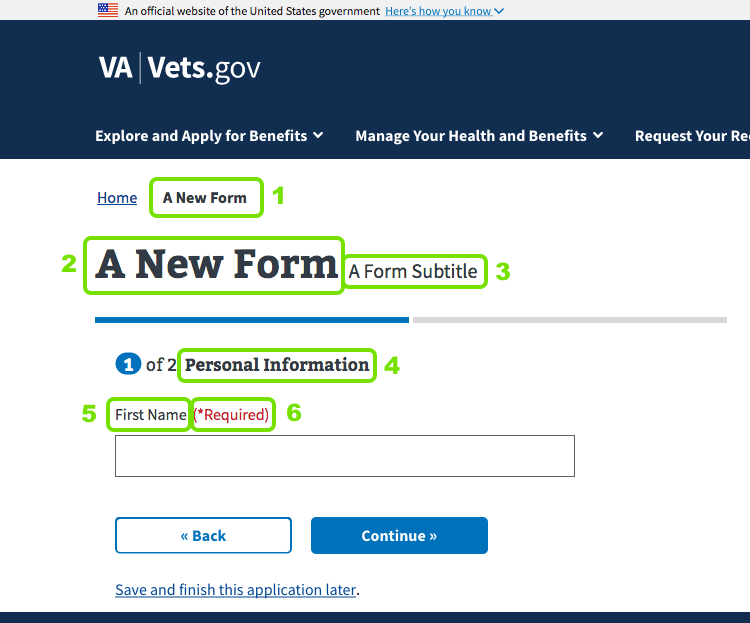 An official website of the United States government Here's how you know
VA | Vets.gov
Explore and Apply for Benefits Manage Your Health and Benefits Request Your
Home A New Form 1
2 A New Form A Form Subtitle 3
1 of 2 Personal Information 4
5 First Name (*Required) 6
« Back Continue »
Save and finish this application later.